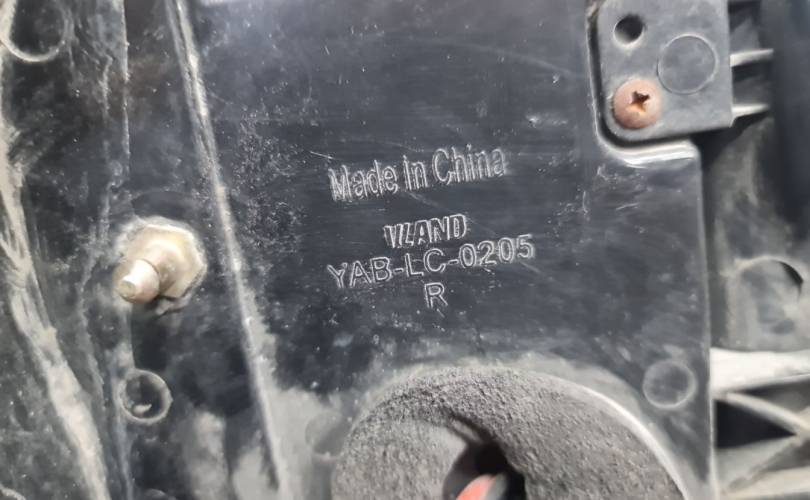 Made in China
VLAND
YAB-LC-0205
R